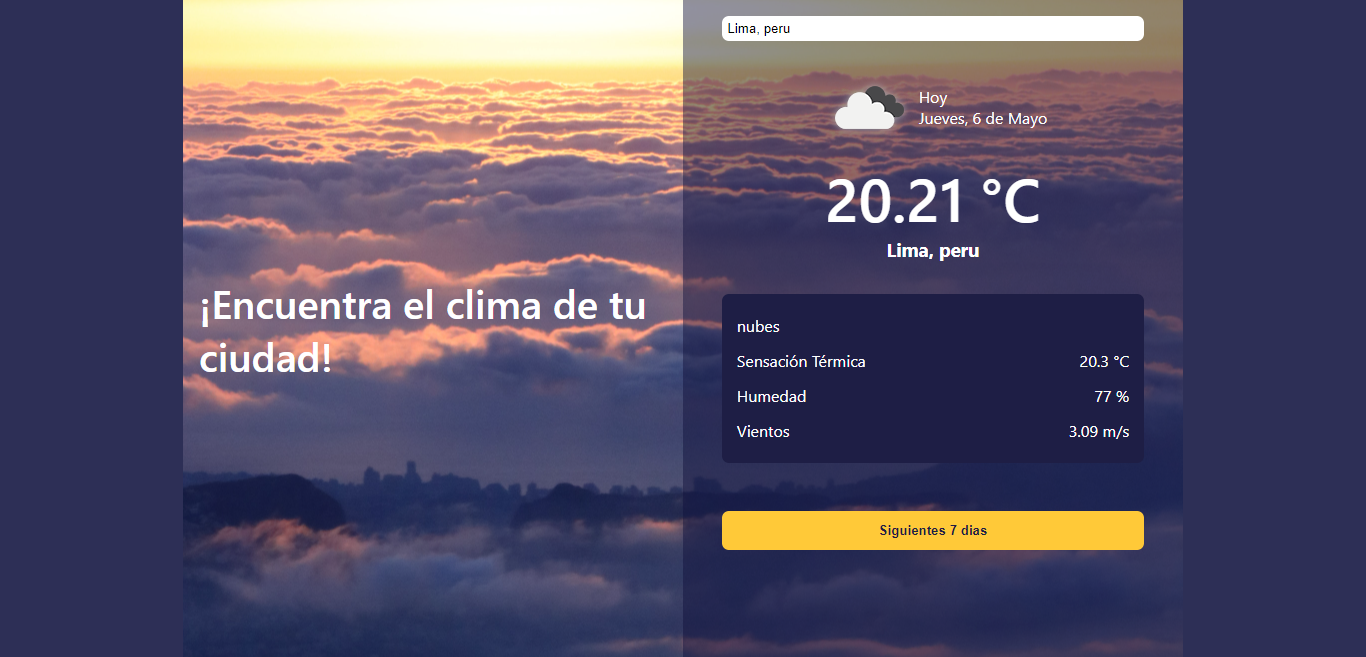 ¡Encuentra el clima de tu
ciudad!
Lima, peru
Hoy
Jueves, 6 de Mayo
20.21 °C
Lima, peru
nubes
Sensación Térmica 20.3 °C
Humedad 77 %
Vientos 3.09 m/s
Siguientes 7 dias